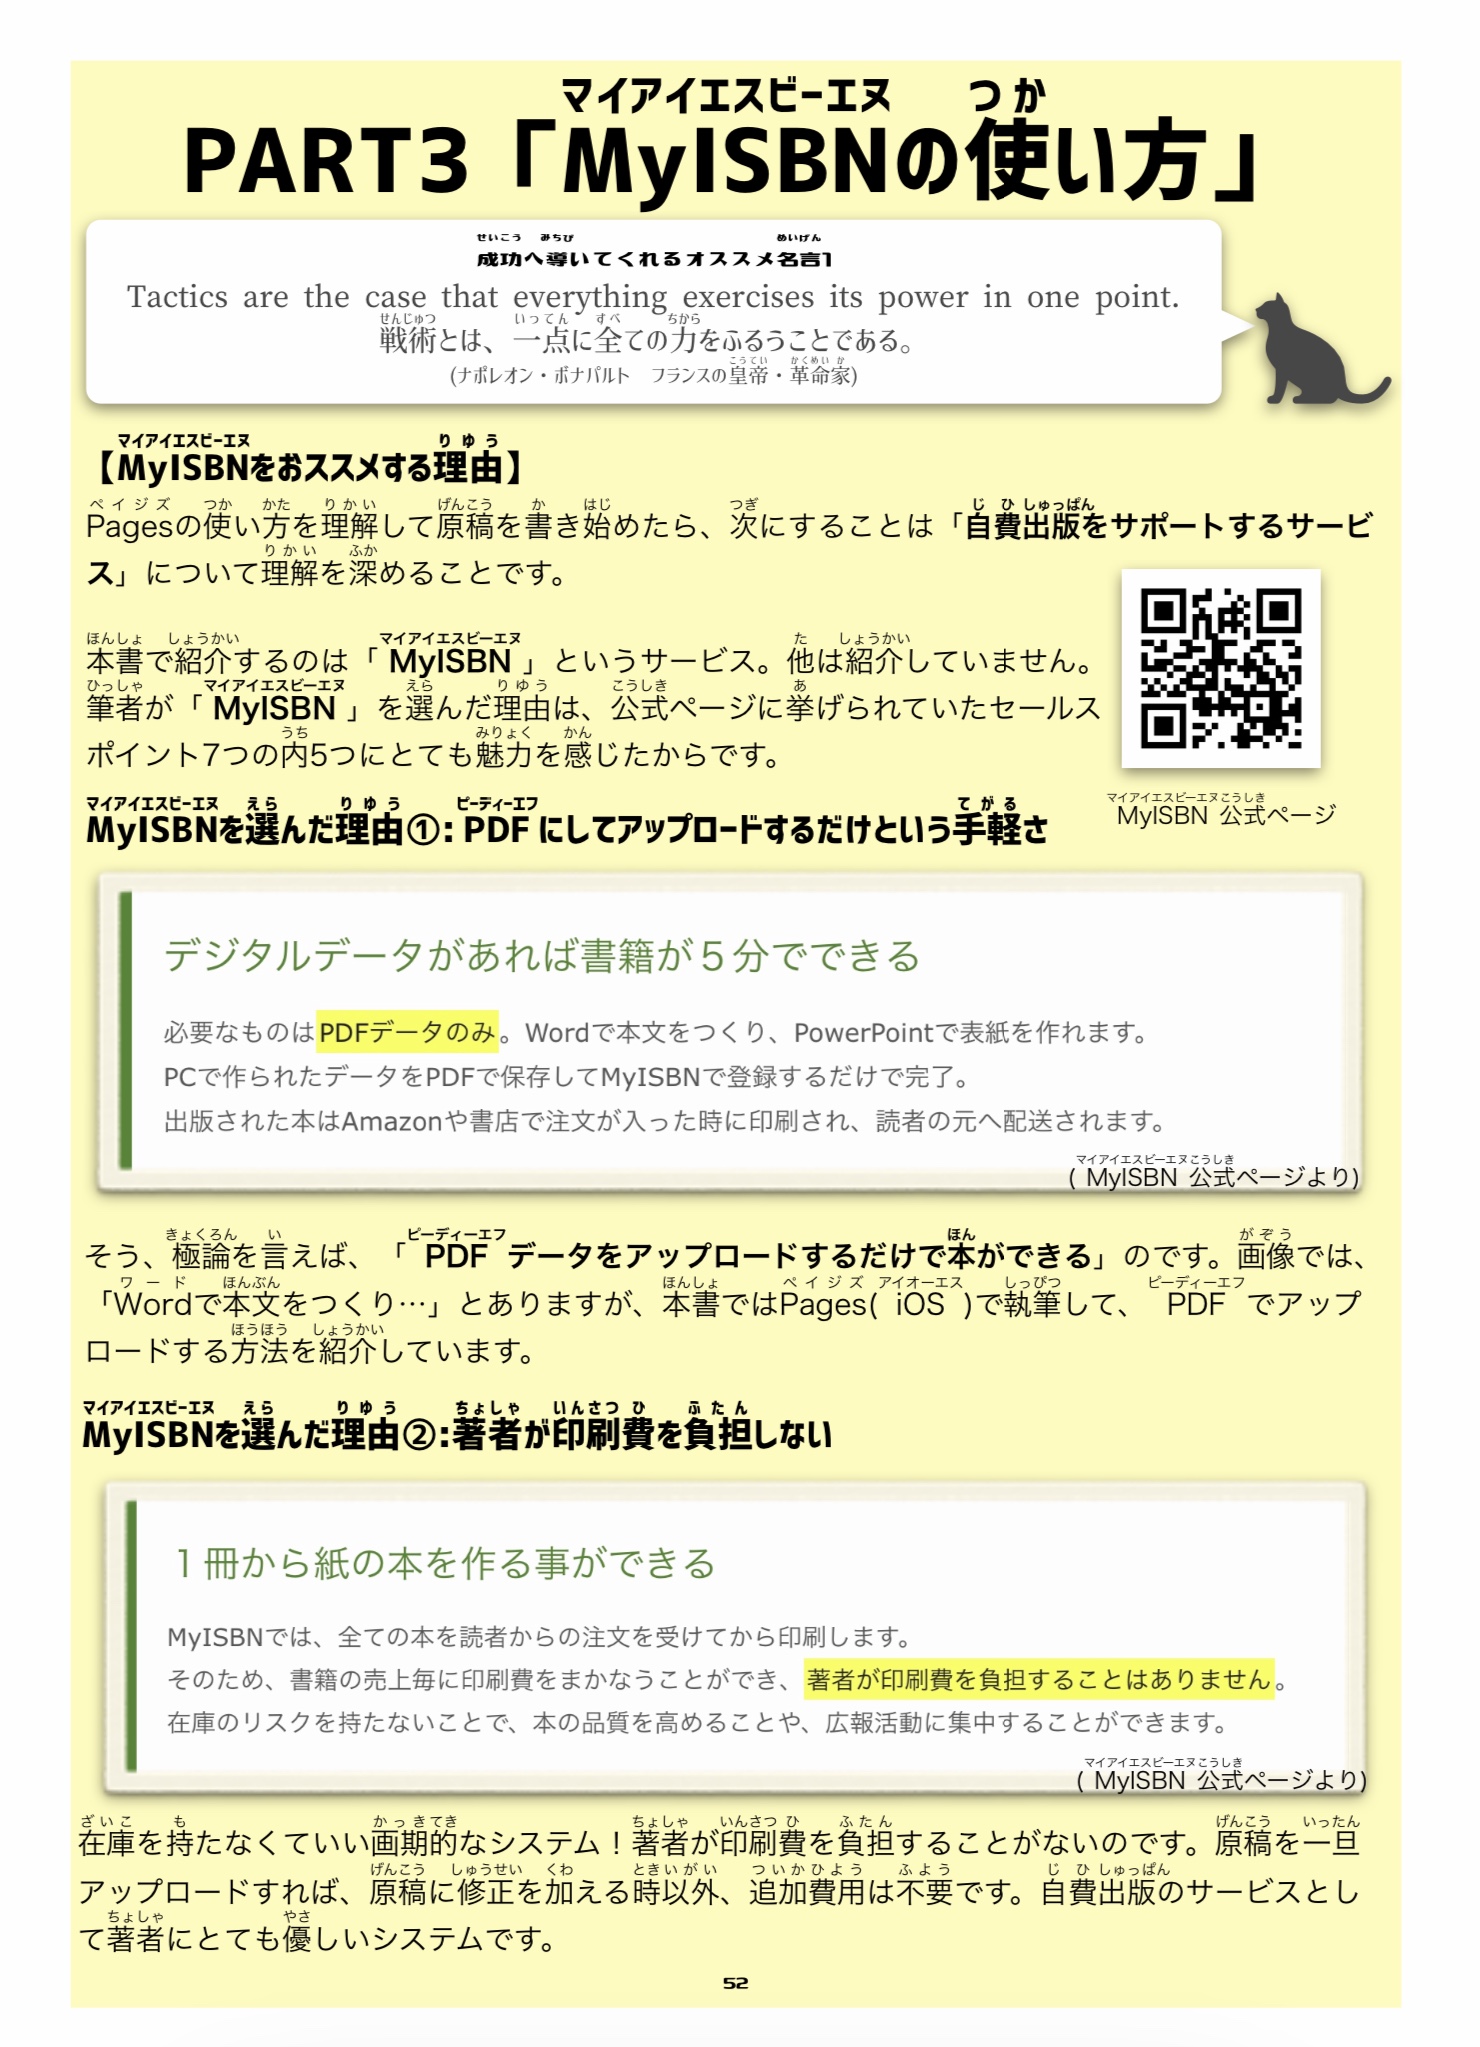 PART3「MyISBNの使い方」
成功へ導いてくれるオススメ名言1
Tactics are the case that everything exercises its power in one point.
戦術とは、一点に全ての力をふるうことである。
(ナポレオン・ボナパルト　フランスの皇帝・革命家)
【MyISBNをおススメする理由】
Pagesの使い方を理解して原稿を書き始めたら、次にすることは「自費出版をサポートするサービ
ス」について理解を深めることです。
本書で紹介するのは「MyISBN」というサービス。他は紹介していません。
筆者が「MyISBN」を選んだ理由は、公式ページに挙げられていたセールス
ポイント7つの内5つにとても魅力を感じたからです。
MyISBN 公式ページ
MyISBNを選んだ理由①: PDFにしてアップロードするだけという手軽さ
デジタルデータがあれば書籍が５分でできる
必要なものはPDFデータのみ。Wordで本文をつくり、PowerPointで表紙を作れます。
PCで作られたデータをPDFで保存してMyISBNで登録するだけで完了。
出版された本はAmazonや書店で注文が入った時に印刷され、読者の元へ配送されます。
( MyISBN 公式ページより)
そう、極論を言えば、「PDFデータをアップロードするだけで本ができる」のです。画像では、
「Wordで本文をつくり…」とありますが、本書ではPages( iOS )で執筆して、PDFでアップ
ロードする方法を紹介しています。
MyISBNを選んだ理由②:著者が印刷費を負担しない
１冊から紙の本を作る事ができる
MyISBNでは、全ての本を読者からの注文を受けてから印刷します。
そのため、書籍の売上毎に印刷費をまかなうことができ、著者が印刷費を負担することはありません。
在庫のリスクを持たないことで、本の品質を高めることや、広報活動に集中することができます。
( MyISBN 公式ページより)
在庫を持たなくていい画期的なシステム！著者が印刷費を負担することがないのです。原稿を一旦
アップロードすれば、原稿に修正を加える時以外、追加費用は不要です。自費出版のサービスとし
て著者にとても優しいシステムです。
52